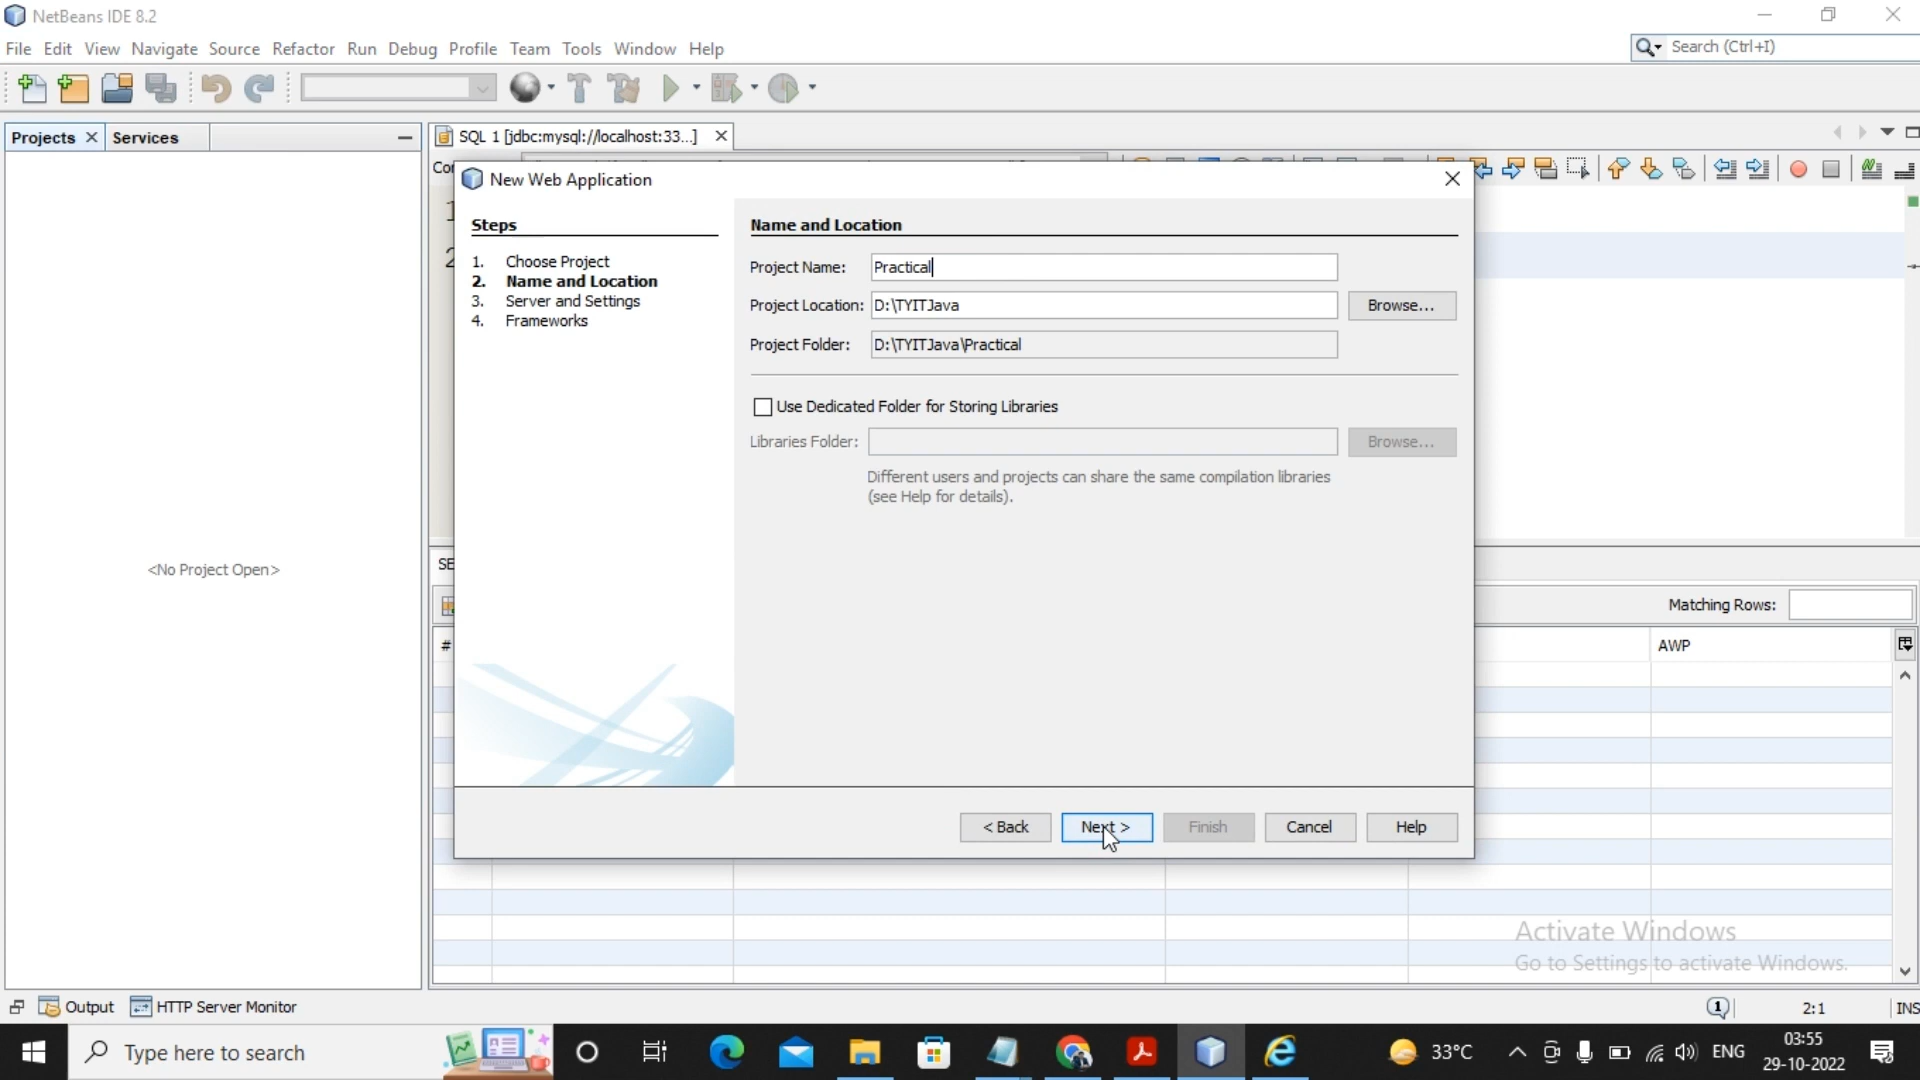 NetBeans IDE 8.2
File Edit View Navigate Source Refactor Run Debug Profile Team Tools Window Help
Search (Ctrl+I)
Projects Services
SQL 1 [jdbc:mysql://localhost:33...]
New Web Application
Steps
1. Choose Project
2. Name and Location
3. Server and Settings
4. Frameworks
Name and Location
Project Name: Practical
Project Location: D:\TYITJava Browse...
Project Folder: D:\TYITJava\Practical
Use Dedicated Folder for Storing Libraries
Libraries Folder: Browse...
Different users and projects can share the same compilation libraries
(see Help for details).
<No Project Open>
Matching Rows:
# AWP
< Back Next > Finish Cancel Help
Activate Windows
Go to Settings to activate Windows.
Output HTTP Server Monitor
1 2:1 INS
Type here to search
33°C ENG
03:55
29-10-2022